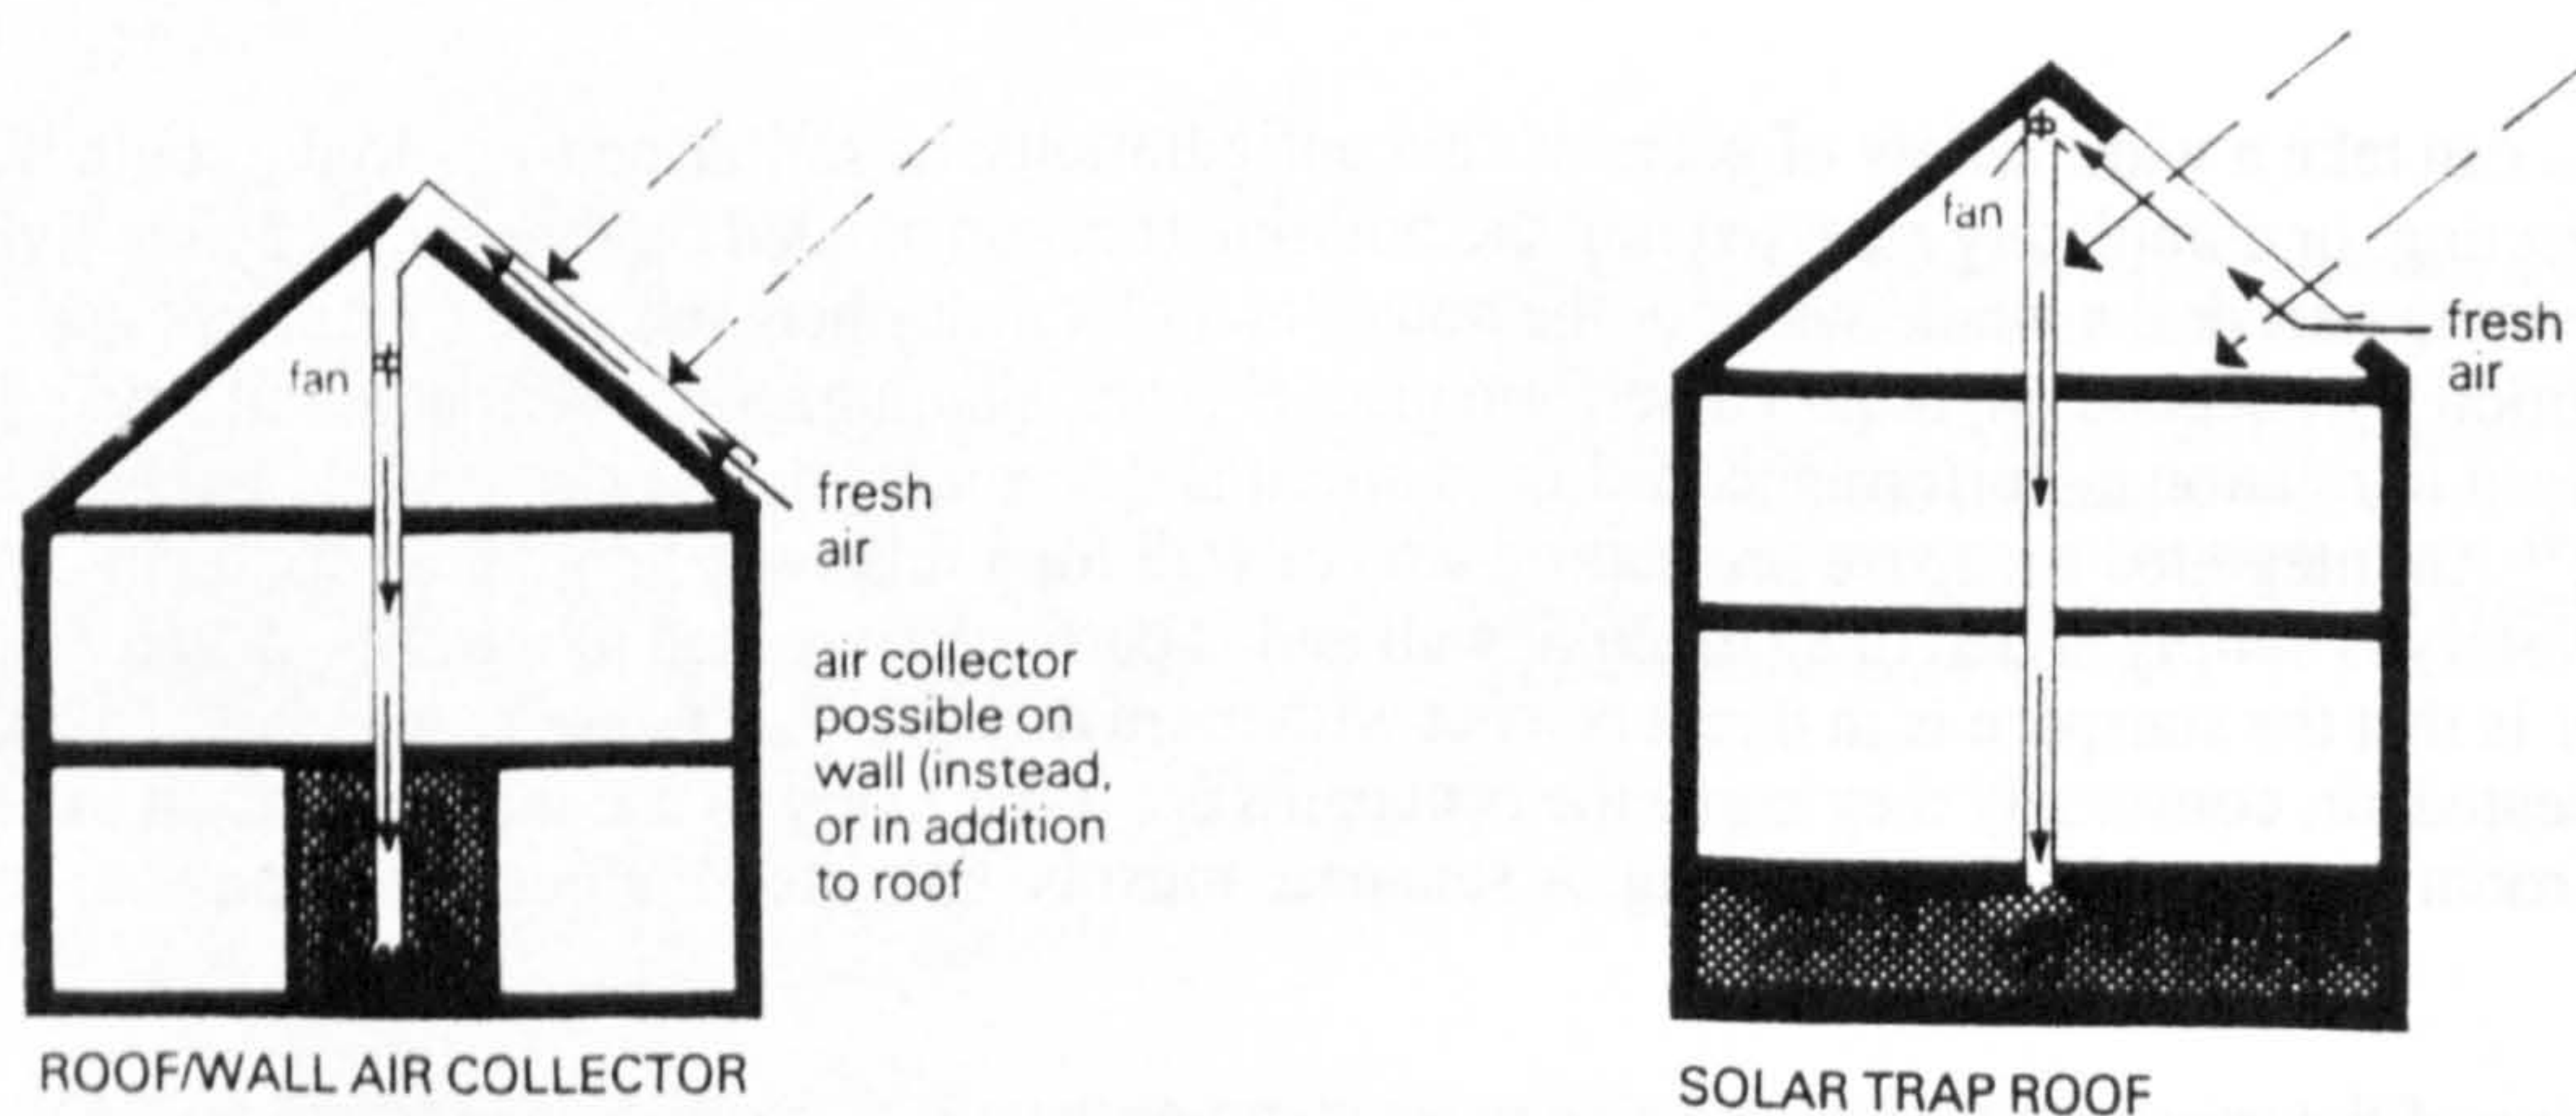 fan
fresh
air
air collector
possible on
wall (instead,
or in addition
to roof
ROOF/WALL AIR COLLECTOR
fan
fresh
air
SOLAR TRAP ROOF